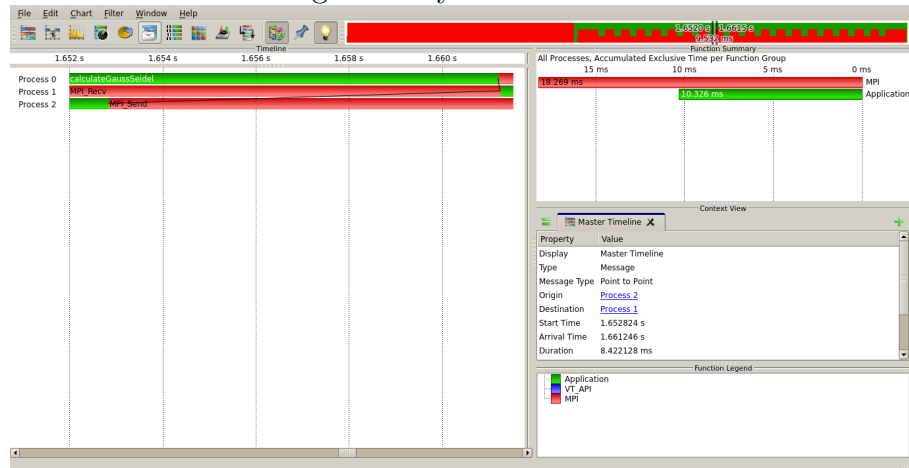 File Edit Chart Filter Window Help
1.6520 s 1.6615 s
9.532 ms
Timeline
1.652 s 1.654 s 1.656 s 1.658 s 1.660 s
Process 0 calculateGaussSeidel
Process 1 MPI_Recv
Process 2 MPI_Send
Function Summary
All Processes, Accumulated Exclusive Time per Function Group
15 ms 10 ms 5 ms 0 ms
18.269 ms MPI
10.326 ms Application
Context View
Master Timeline
Property Value
Display Master Timeline
Type Message
Message Type Point to Point
Origin Process 2
Destination Process 1
Start Time 1.652824 s
Arrival Time 1.661246 s
Duration 8.422128 ms
Function Legend
Application
VT_API
MPI